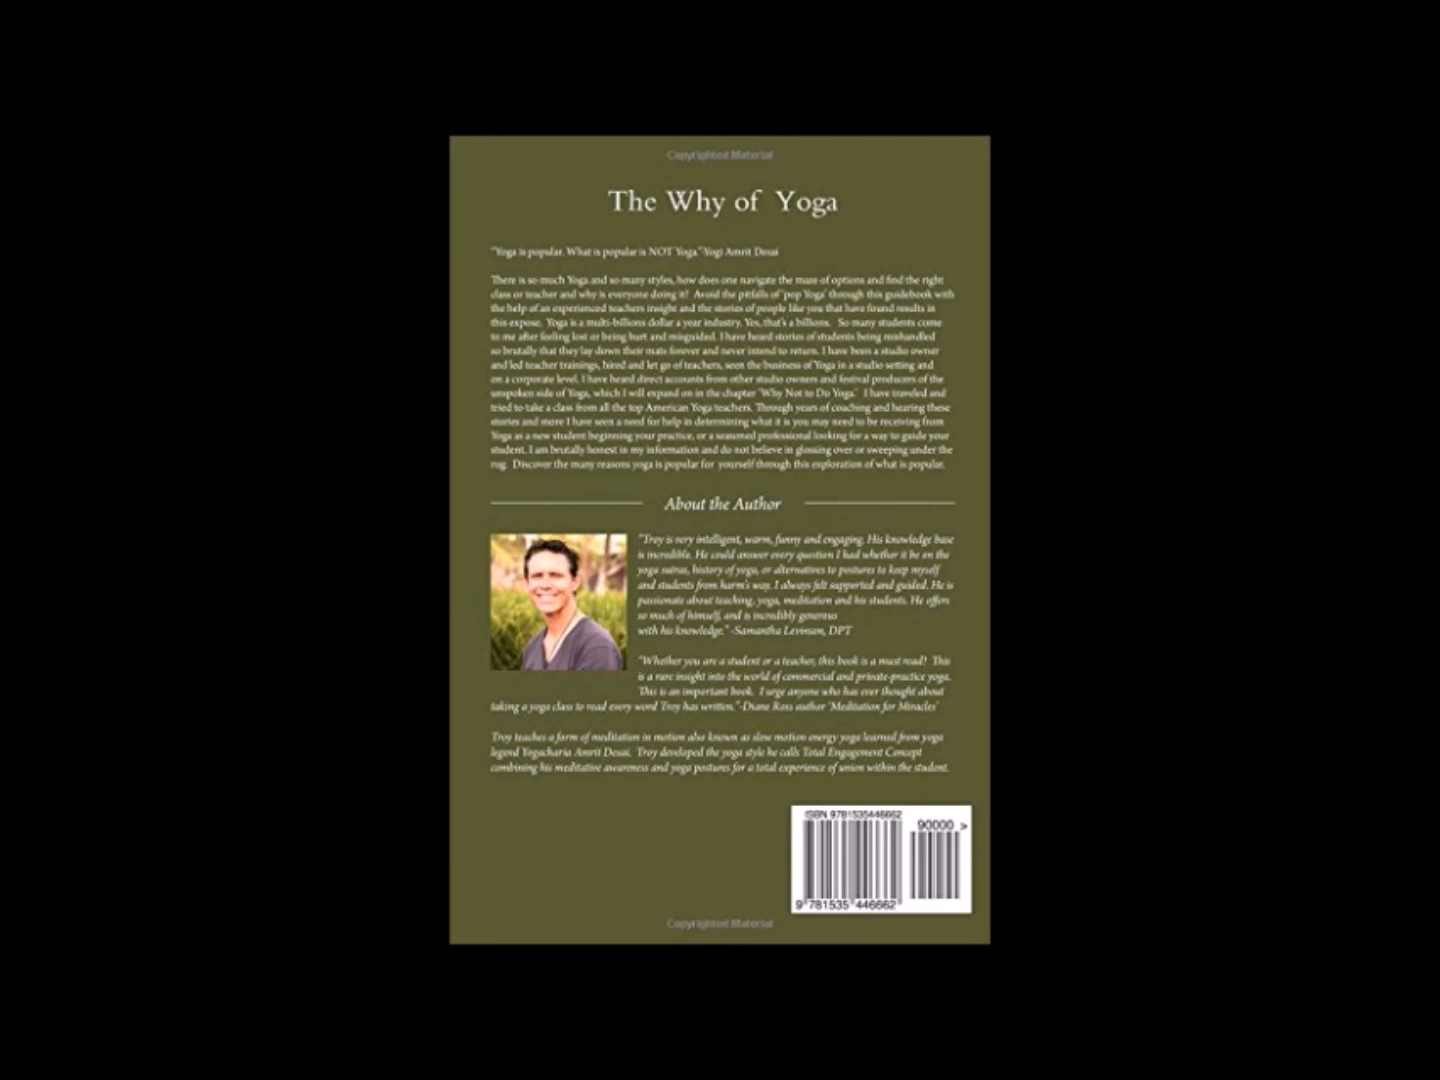 Copyrighted Material
The Why of Yoga
"Yoga is popular. What is popular is NOT Yoga."-Yogi Amrit Desai
There is so much Yoga and so many styles, how does one navigate the maze of options and find the right
class or teacher and why is everyone doing it? Avoid the pitfalls of 'pop Yoga' through this guidebook with
the help of an experienced teachers insight and the stories of people like you that have found results in
this expose. Yoga is a multi-billions dollar a year industry. Yes, that's a billions. So many students come
to me after feeling lost or being hurt and misguided. I have heard stories of students being mishandled
so brutally that they lay down their mats forever and never intend to return. I have been a studio owner
and led teacher trainings, hired and let go of teachers, seen the business of Yoga in a studio setting and
on a corporate level. I have heard direct accounts from other studio owners and festival producers of the
unspoken side of Yoga, which I will expand on in the chapter 'Why Not to Do Yoga.' I have traveled and
tried to take a class from all the top American Yoga teachers. Through years of coaching and hearing these
stories and more I have seen a need for help in determining what it is you may need to be receiving from
Yoga as a new student beginning your practice, or a seasoned professional looking for a way to guide your
student. I am brutally honest in my information and do not believe in glossing over or sweeping under the
rug. Discover the many reasons yoga is popular for yourself through this exploration of what is popular.
About the Author
"Troy is very intelligent, warm, funny and engaging. His knowledge base
is incredible. He could answer every question I had whether it be on the
yoga sutras, history of yoga, or alternatives to postures to keep myself
and students from harm's way. I always felt supported and guided. He is
passionate about teaching, yoga, meditation and his students. He offers
so much of himself, and is incredibly generous
with his knowledge." -Samantha Levinson, DPT
"Whether you are a student or a teacher, this book is a must read! This
is a rare insight into the world of commercial and private-practice yoga.
This is an important book. I urge anyone who has ever thought about
taking a yoga class to read every word Troy has written."-Diane Ross author 'Meditation for Miracles'
Troy teaches a form of meditation in motion also known as slow motion energy yoga learned from yoga
legend Yogacharia Amrit Desai. Troy developed the yoga style he calls Total Engagement Concept
combining his meditative awareness and yoga postures for a total experience of union within the student.
ISBN 9781535446662
90000 >
9 781535 446662
Copyrighted Material